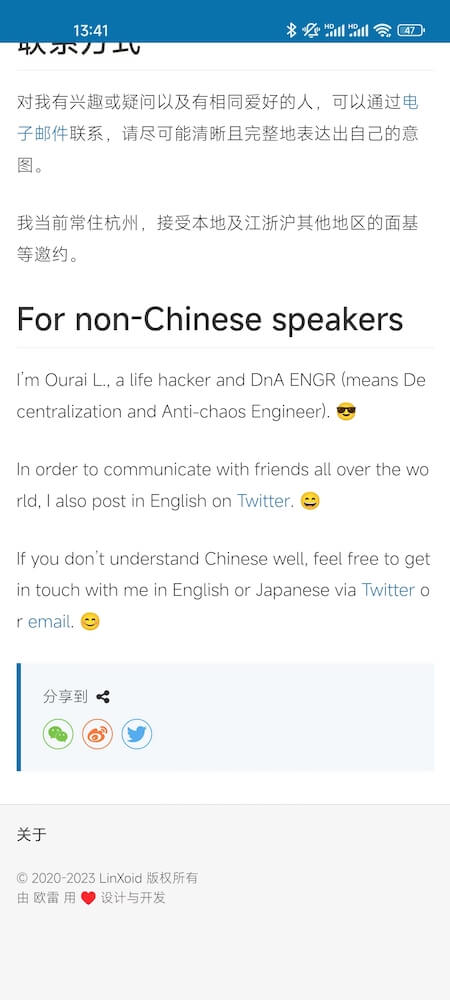 13:41
HD HD 47
联系方式
对我有兴趣或疑问以及有相同爱好的人，可以通过电
子邮件联系，请尽可能清晰且完整地表达出自己的意
图。
我当前常住杭州，接受本地及江浙沪其他地区的面基
等邀约。
For non-Chinese speakers
I’m Ourai L., a life hacker and DnA ENGR (means De
centralization and Anti-chaos Engineer). 😎
In order to communicate with friends all over the wo
rld, I also post in English on Twitter. 😄
If you don’t understand Chinese well, feel free to get
in touch with me in English or Japanese via Twitter o
r email. 😊
分享到
关于
© 2020-2023 LinXoid 版权所有
由 欧雷 用 ❤️ 设计与开发